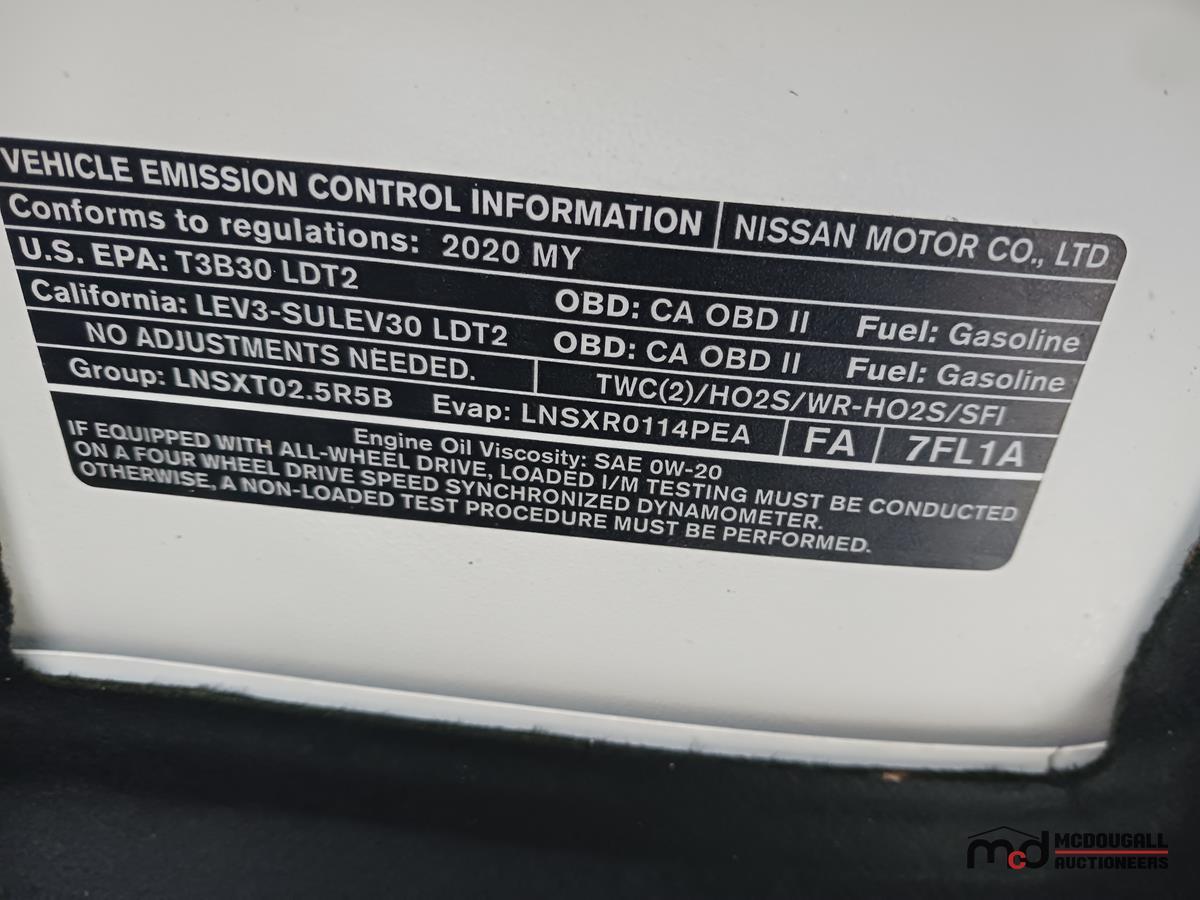 VEHICLE EMISSION CONTROL INFORMATION NISSAN MOTOR CO., LTD
Conforms to regulations: 2020 MY
U.S. EPA: T3B30 LDT2 OBD: CA OBD II Fuel: Gasoline
California: LEV3-SULEV30 LDT2 OBD: CA OBD II Fuel: Gasoline
NO ADJUSTMENTS NEEDED. TWC(2)/HO2S/WR-HO2S/SFI
Group: LNSXT02.5R5B Evap: LNSXR0114PEA FA 7FL1A
Engine Oil Viscosity: SAE 0W-20
IF EQUIPPED WITH ALL-WHEEL DRIVE, LOADED I/M TESTING MUST BE CONDUCTED
ON A FOUR WHEEL DRIVE SPEED SYNCHRONIZED DYNAMOMETER.
OTHERWISE, A NON-LOADED TEST PROCEDURE MUST BE PERFORMED.
mcd MCDOUGALL
AUCTIONEERS